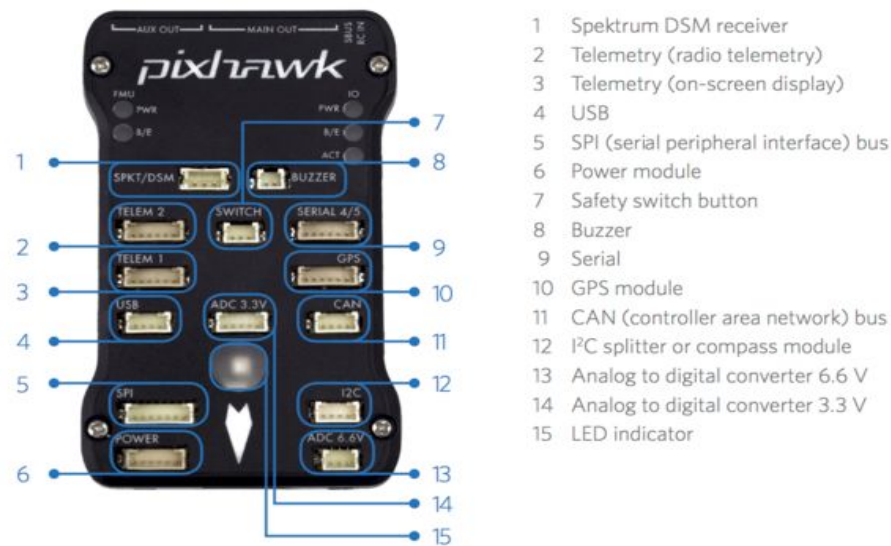 AUX OUT MAIN OUT SBUS
RC IN
pixhawk
FMU IO
PWR PWR
B/E B/E
ACT
SPKT/DSM BUZZER
TELEM 2 SWITCH SERIAL 4/5
TELEM 1 GPS
USB ADC 3.3V CAN
SPI I2C
POWER ADC 6.6V
1
2
3
4
5
6
7
8
9
10
11
12
13
14
15
1 Spektrum DSM receiver
2 Telemetry (radio telemetry)
3 Telemetry (on-screen display)
4 USB
5 SPI (serial peripheral interface) bus
6 Power module
7 Safety switch button
8 Buzzer
9 Serial
10 GPS module
11 CAN (controller area network) bus
12 I²C splitter or compass module
13 Analog to digital converter 6.6 V
14 Analog to digital converter 3.3 V
15 LED indicator